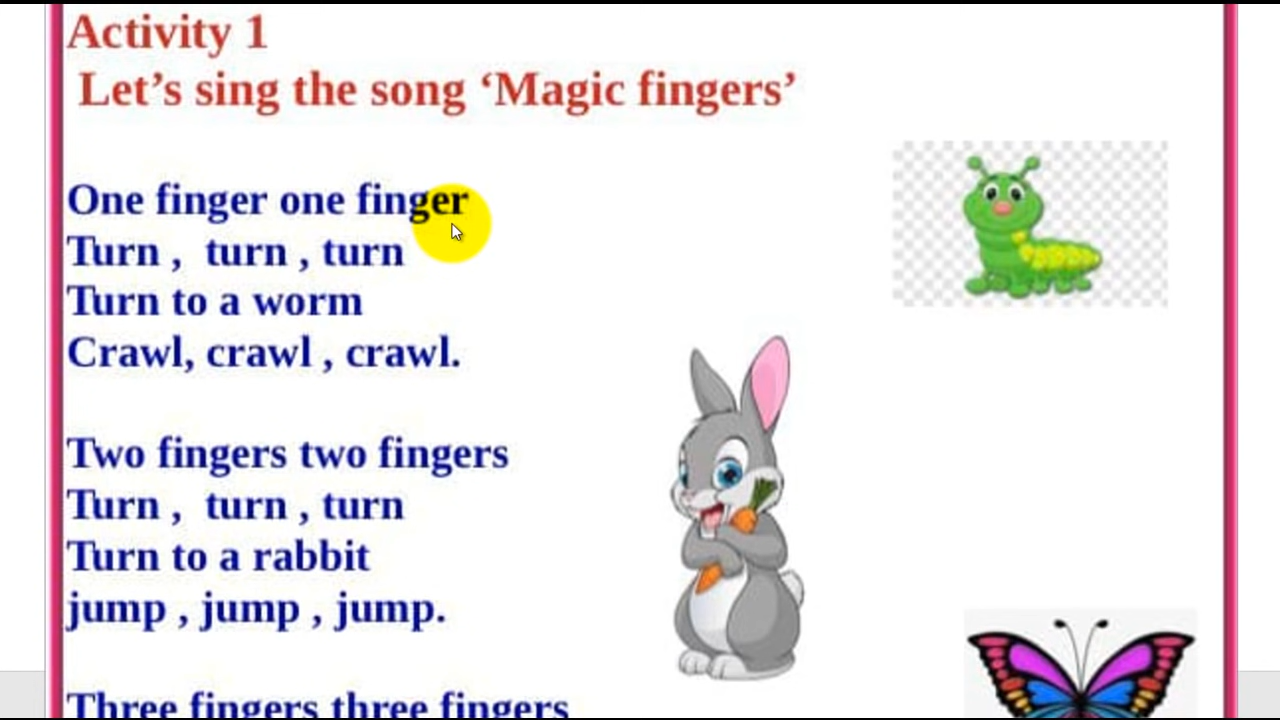 Activity 1
Let’s sing the song ‘Magic fingers’
One finger one finger
Turn ,  turn , turn
Turn to a worm
Crawl, crawl , crawl.
Two fingers two fingers
Turn ,  turn , turn
Turn to a rabbit
jump , jump , jump.
Three fingers three fingers